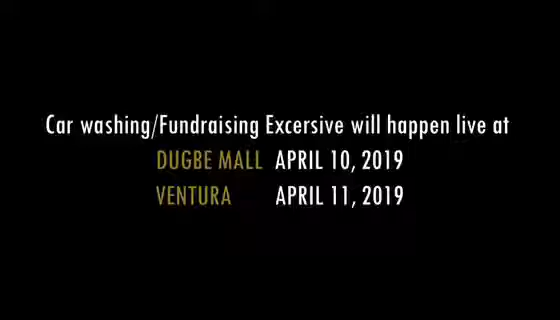 Car washing/Fundraising Excersive will happen live at
DUGBE MALL APRIL 10, 2019
VENTURA APRIL 11, 2019